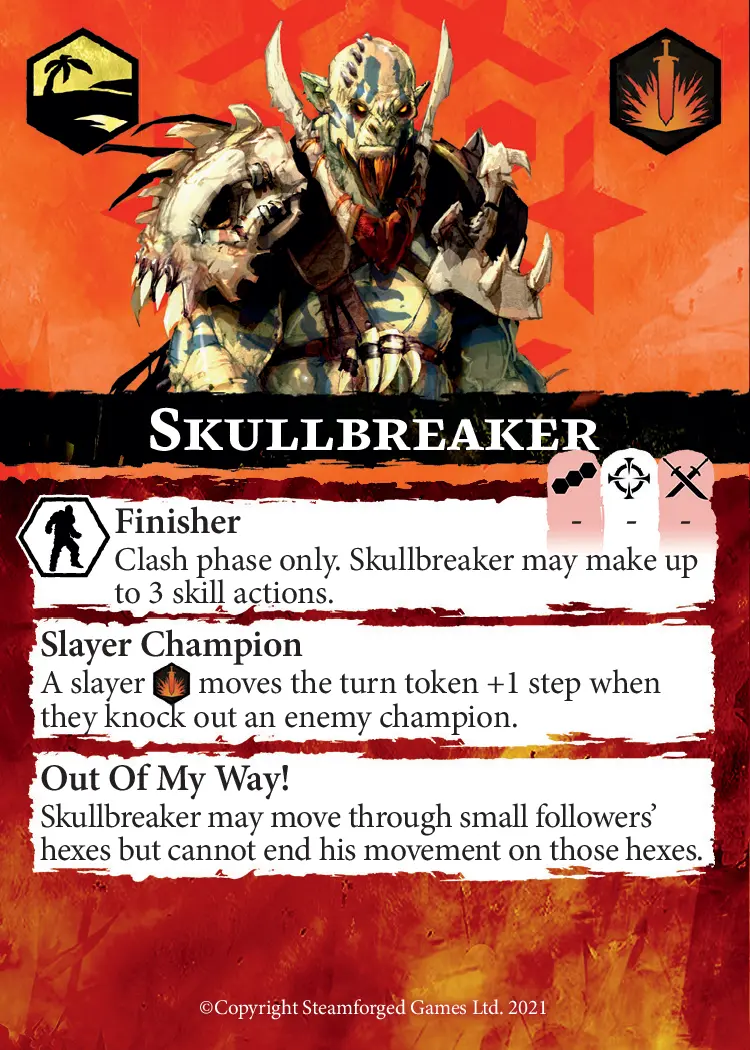 SKULLBREAKER
- - -
Finisher
Clash phase only. Skullbreaker may make up
to 3 skill actions.
Slayer Champion
A slayer moves the turn token +1 step when
they knock out an enemy champion.
Out Of My Way!
Skullbreaker may move through small followers’
hexes but cannot end his movement on those hexes.
©Copyright Steamforged Games Ltd. 2021